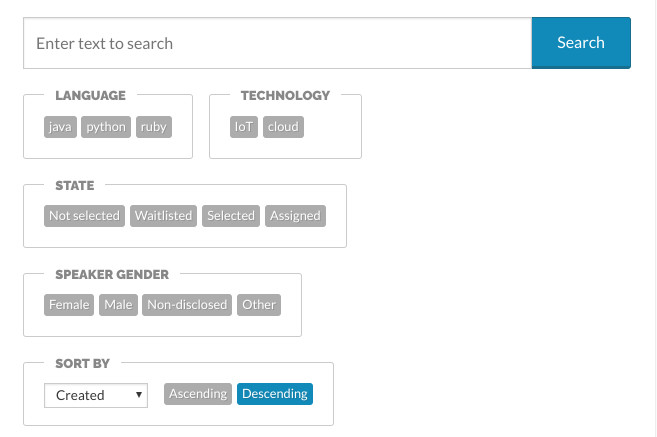 Enter text to search Search
LANGUAGE TECHNOLOGY
java python ruby IoT cloud
STATE
Not selected Waitlisted Selected Assigned
SPEAKER GENDER
Female Male Non-disclosed Other
SORT BY
Created Ascending Descending